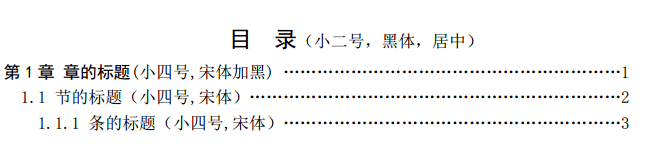 目　录（小二号，黑体，居中）
第1章 章的标题(小四号,宋体加黑) ……………………………………………………1
1.1 节的标题（小四号,宋体）…………………………………………………………2
1.1.1 条的标题（小四号,宋体）……………………………………………………3